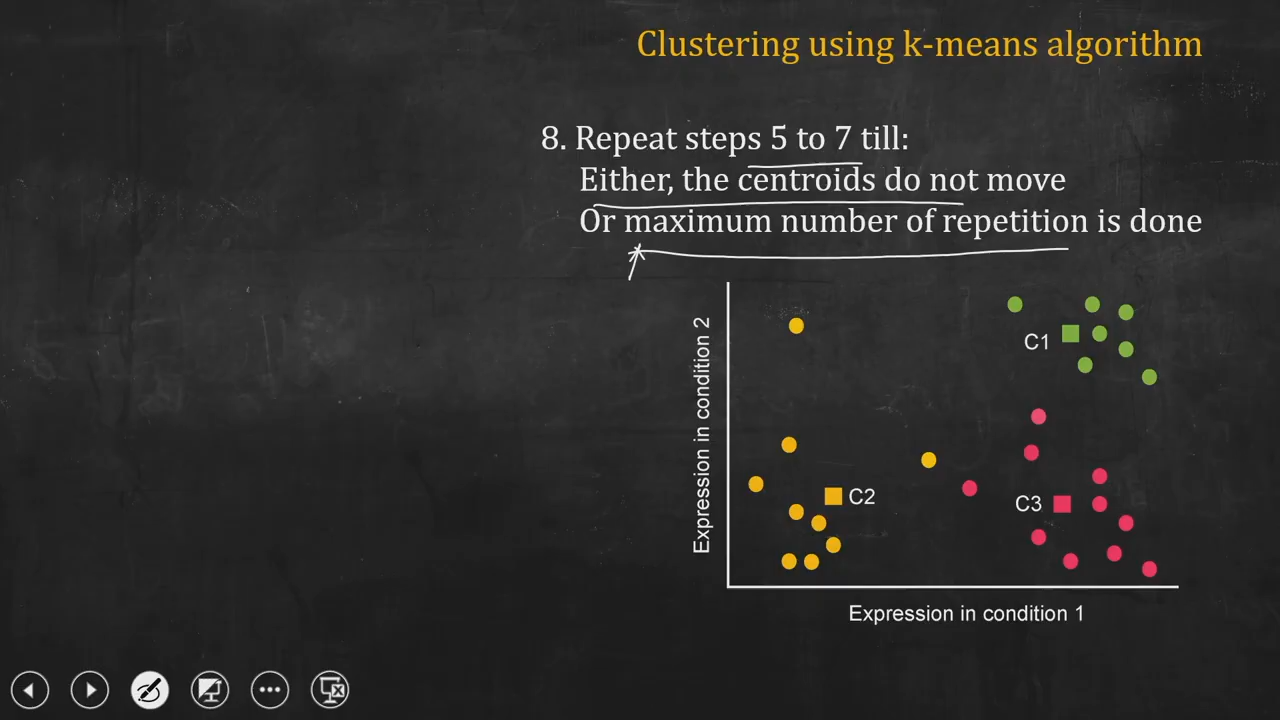 Clustering using k-means algorithm
8. Repeat steps 5 to 7 till:
Either, the centroids do not move
Or maximum number of repetition is done
Expression in condition 2
C1
C2
C3
Expression in condition 1